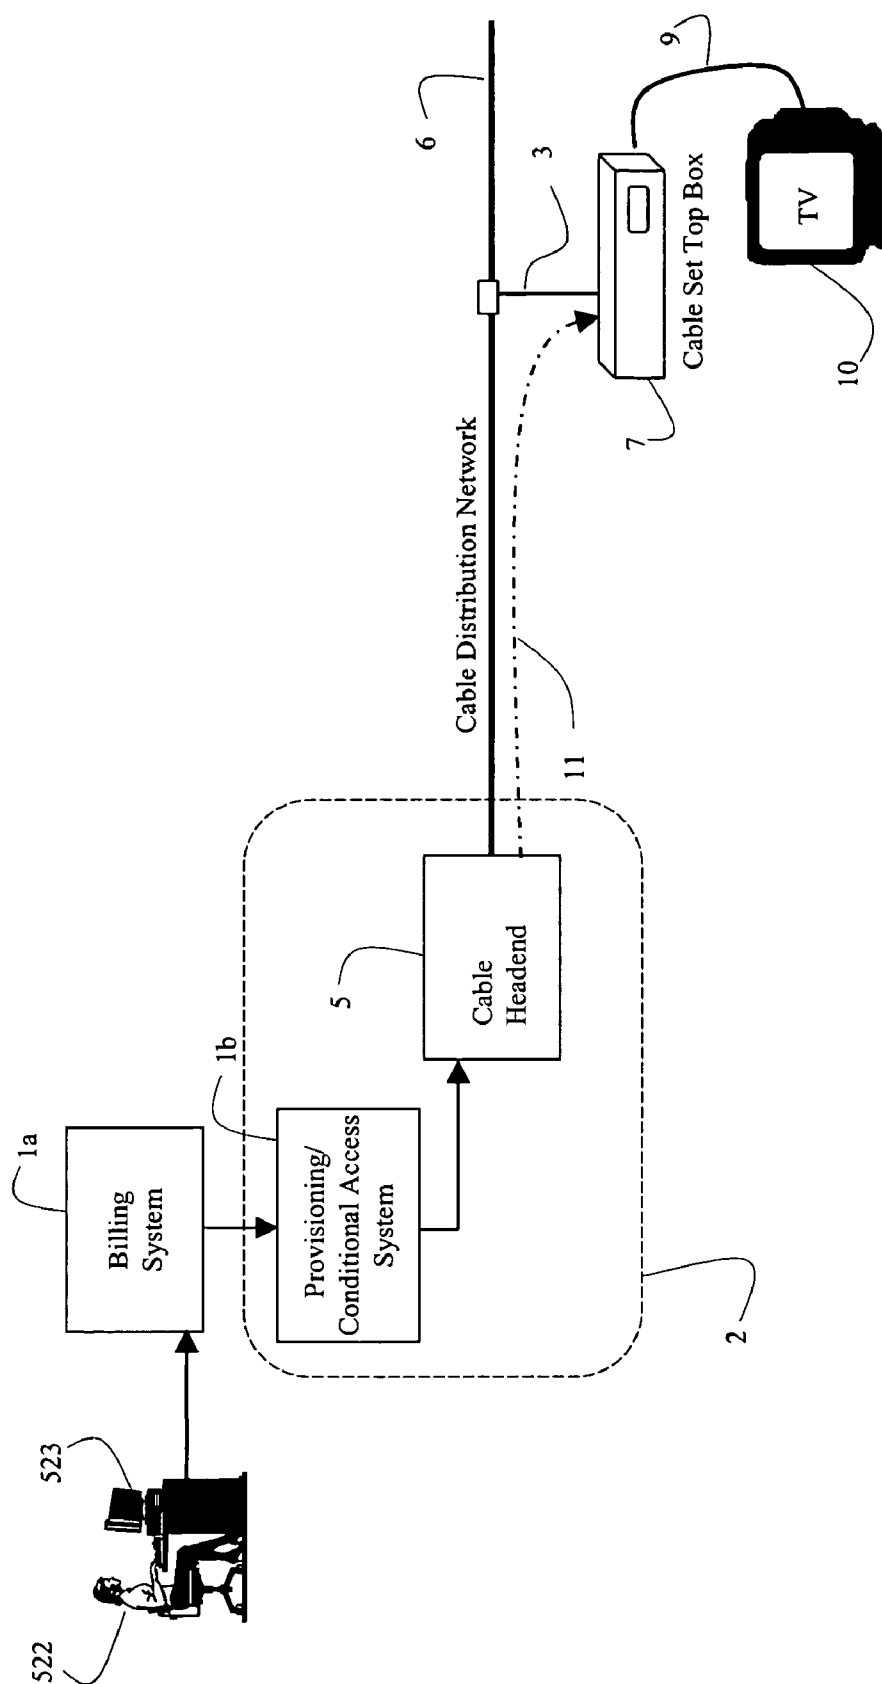 522
523
1a
Billing
System
1b
Provisioning/
Conditional Access
System
2
5
Cable
Headend
Cable Distribution Network
11
6
3
7
Cable Set Top Box
9
TV
10